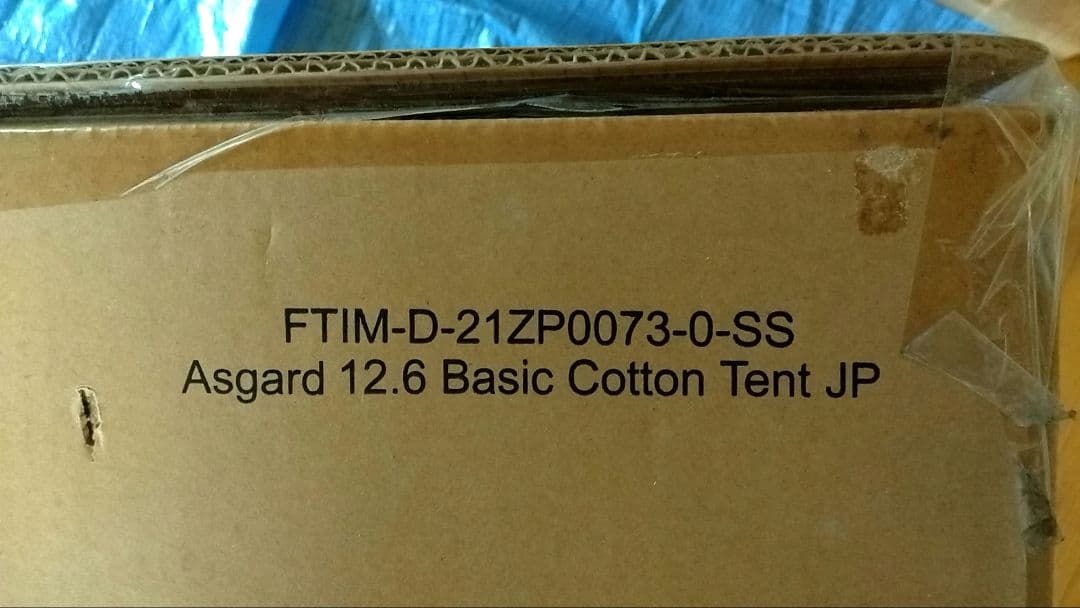 FTIM-D-21ZP0073-0-SS
Asgard 12.6 Basic Cotton Tent JP